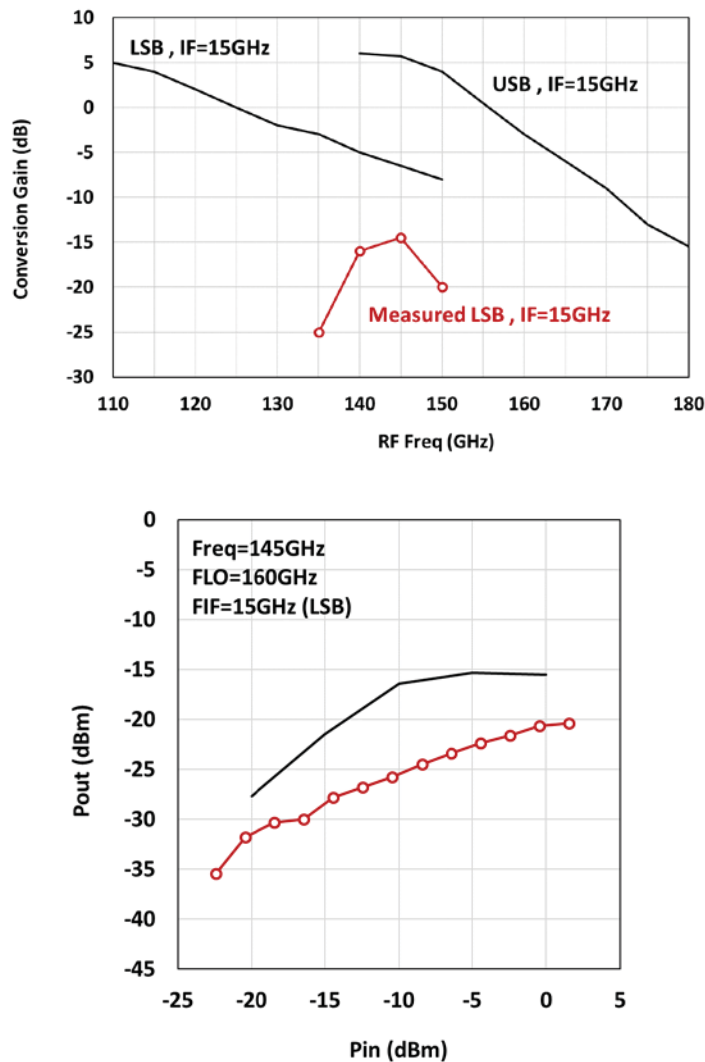 10
5
0
-5
-10
-15
-20
-25
-30
Conversion Gain (dB)
LSB , IF=15GHz
USB , IF=15GHz
Measured LSB , IF=15GHz
110 120 130 140 150 160 170 180
RF Freq (GHz)
0
-5
-10
-15
-20
-25
-30
-35
-40
-45
Pout (dBm)
Freq=145GHz
FLO=160GHz
FIF=15GHz (LSB)
-25 -20 -15 -10 -5 0 5
Pin (dBm)